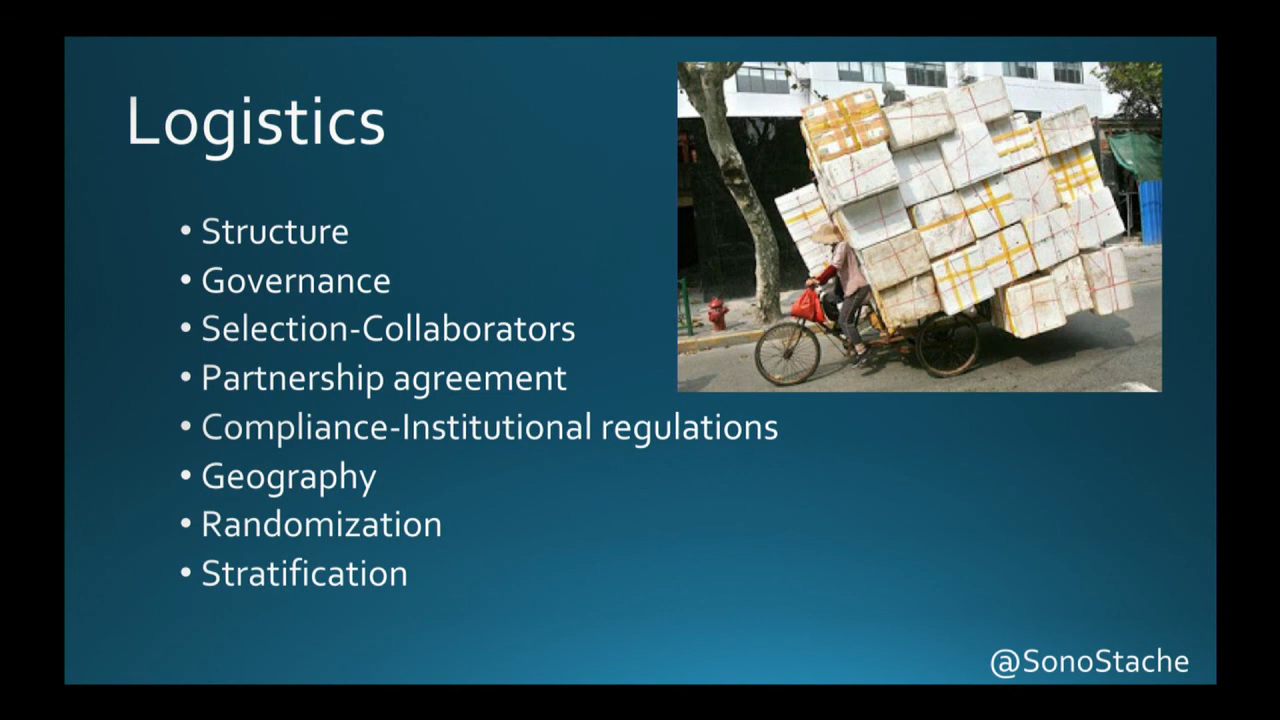 Logistics
• Structure
• Governance
• Selection-Collaborators
• Partnership agreement
• Compliance-Institutional regulations
• Geography
• Randomization
• Stratification
@SonoStache